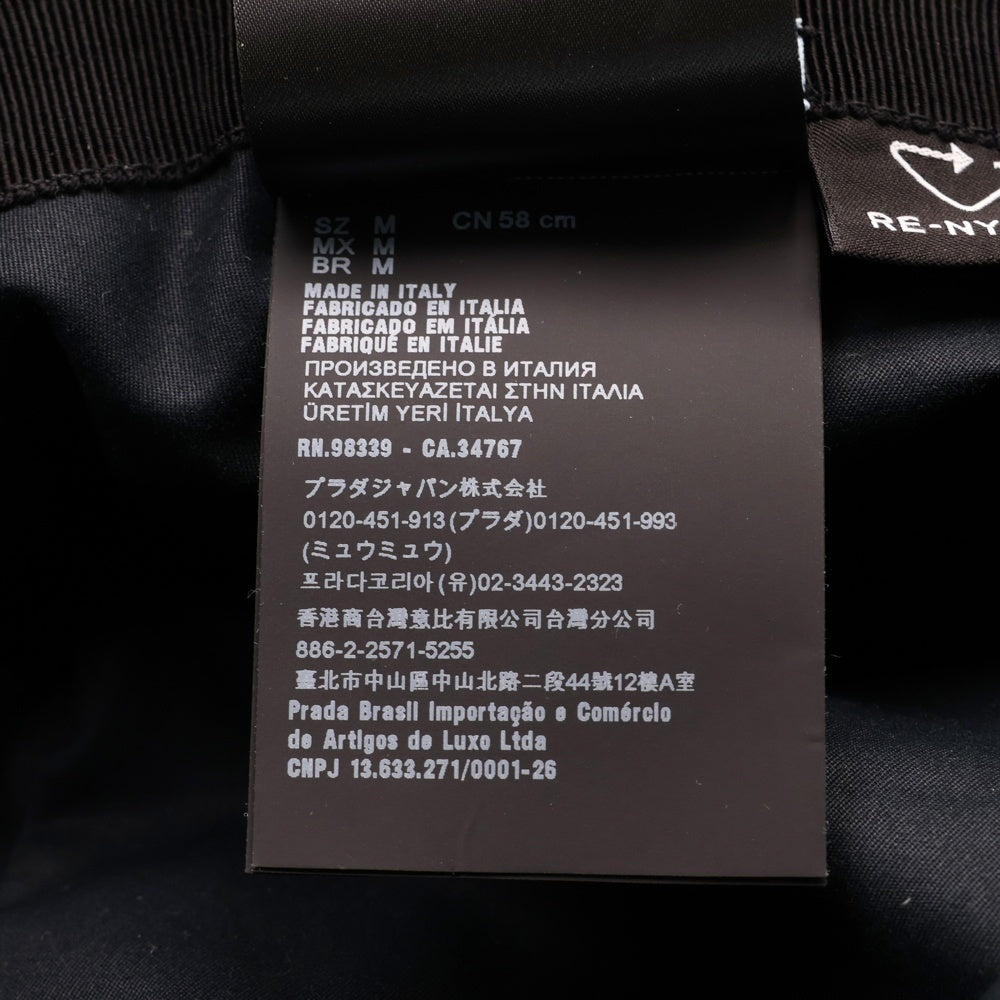 SZ M CN 58 cm
MX M
BR M
MADE IN ITALY
FABRICADO EN ITALIA
FABRICADO EM ITÁLIA
FABRIQUÉ EN ITALIE
ПРОИЗВЕДЕНО В ИТАЛИЯ
ΚΑΤΑΣΚΕΥΑΖΕΤΑΙ ΣΤΗΝ ΙΤΑΛΙΑ
ÜRETİM YERİ İTALYA
RN.98339 - CA.34767
プラダジャパン株式会社
0120-451-913(プラダ)0120-451-993
(ミュウミュウ)
프라다코리아(유)02-3443-2323
香港商台灣意比有限公司台灣分公司
886-2-2571-5255
臺北市中山區中山北路二段44號12樓A室
Prada Brasil Importação e Comércio
de Artigos de Luxo Ltda
CNPJ 13.633.271/0001-26
RE-NY